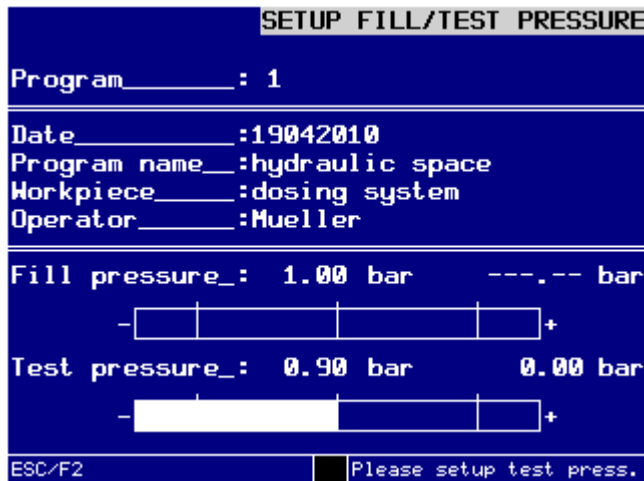 SETUP FILL/TEST PRESSURE
Program_______: 1
Date__________:19042010
Program name__:hydraulic space
Workpiece_____:dosing system
Operator______:Mueller
Fill pressure_: 1.00 bar ---.-- bar
- +
Test pressure_: 0.90 bar 0.00 bar
- +
ESC/F2 Please setup test press.